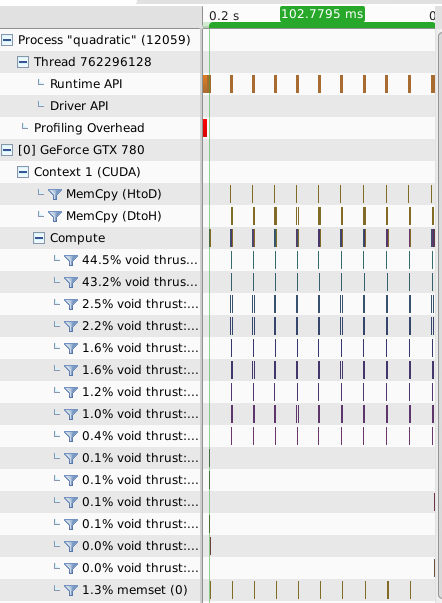 0.2 s 102.7795 ms 0
Process "quadratic" (12059)
Thread 762296128
Runtime API
Driver API
Profiling Overhead
[0] GeForce GTX 780
Context 1 (CUDA)
MemCpy (HtoD)
MemCpy (DtoH)
Compute
44.5% void thrus...
43.2% void thrus...
2.5% void thrust:...
2.2% void thrust:...
1.6% void thrust:...
1.6% void thrust:...
1.2% void thrust:...
1.0% void thrust:...
0.4% void thrust:...
0.1% void thrust:...
0.1% void thrust:...
0.1% void thrust:...
0.1% void thrust:...
0.0% void thrust:...
0.0% void thrust:...
1.3% memset (0)